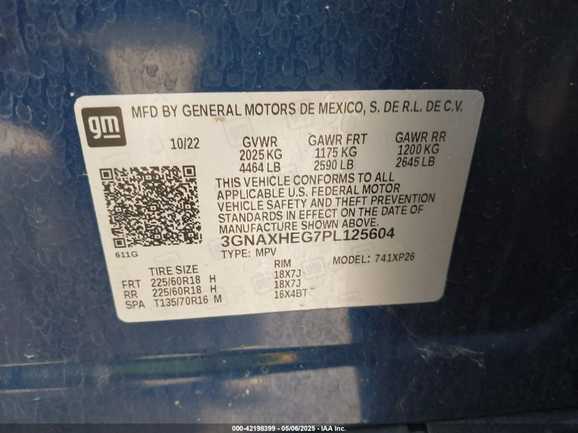 gm
MFD BY GENERAL MOTORS DE MEXICO, S. DE R.L. DE C.V.
10/22 GVWR GAWR FRT GAWR RR
2025 KG 1175 KG 1200 KG
4464 LB 2590 LB 2645 LB
THIS VEHICLE CONFORMS TO ALL
APPLICABLE U.S. FEDERAL MOTOR
VEHICLE SAFETY, BUMPER, AND THEFT
PREVENTION STANDARDS IN EFFECT ON
THE DATE OF MANUFACTURE SHOWN ABOVE.
3GNAXHEG7PL125604
611G
TYPE: MPV MODEL: 741XP26
TIRE SIZE RIM
FRT 225/60R18 H 18X7J
RR 225/60R18 H 18X7J
SPA T135/70R16 M 16X4BT
000-42198399 - 05/06/2025 - IAA Inc.